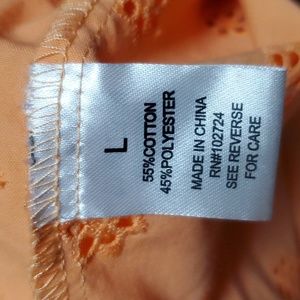 L
55%COTTON
45%POLYESTER
MADE IN CHINA
RN#102724
SEE REVERSE
FOR CARE